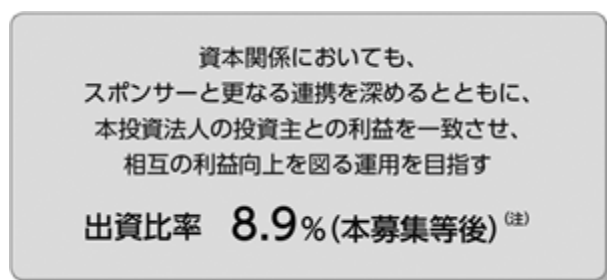 資本関係においても、
スポンサーと更なる連携を深めるとともに、
本投資法人の投資主との利益を一致させ、
相互の利益向上を図る運用を目指す
出資比率 8.9%(本募集等後)(注)